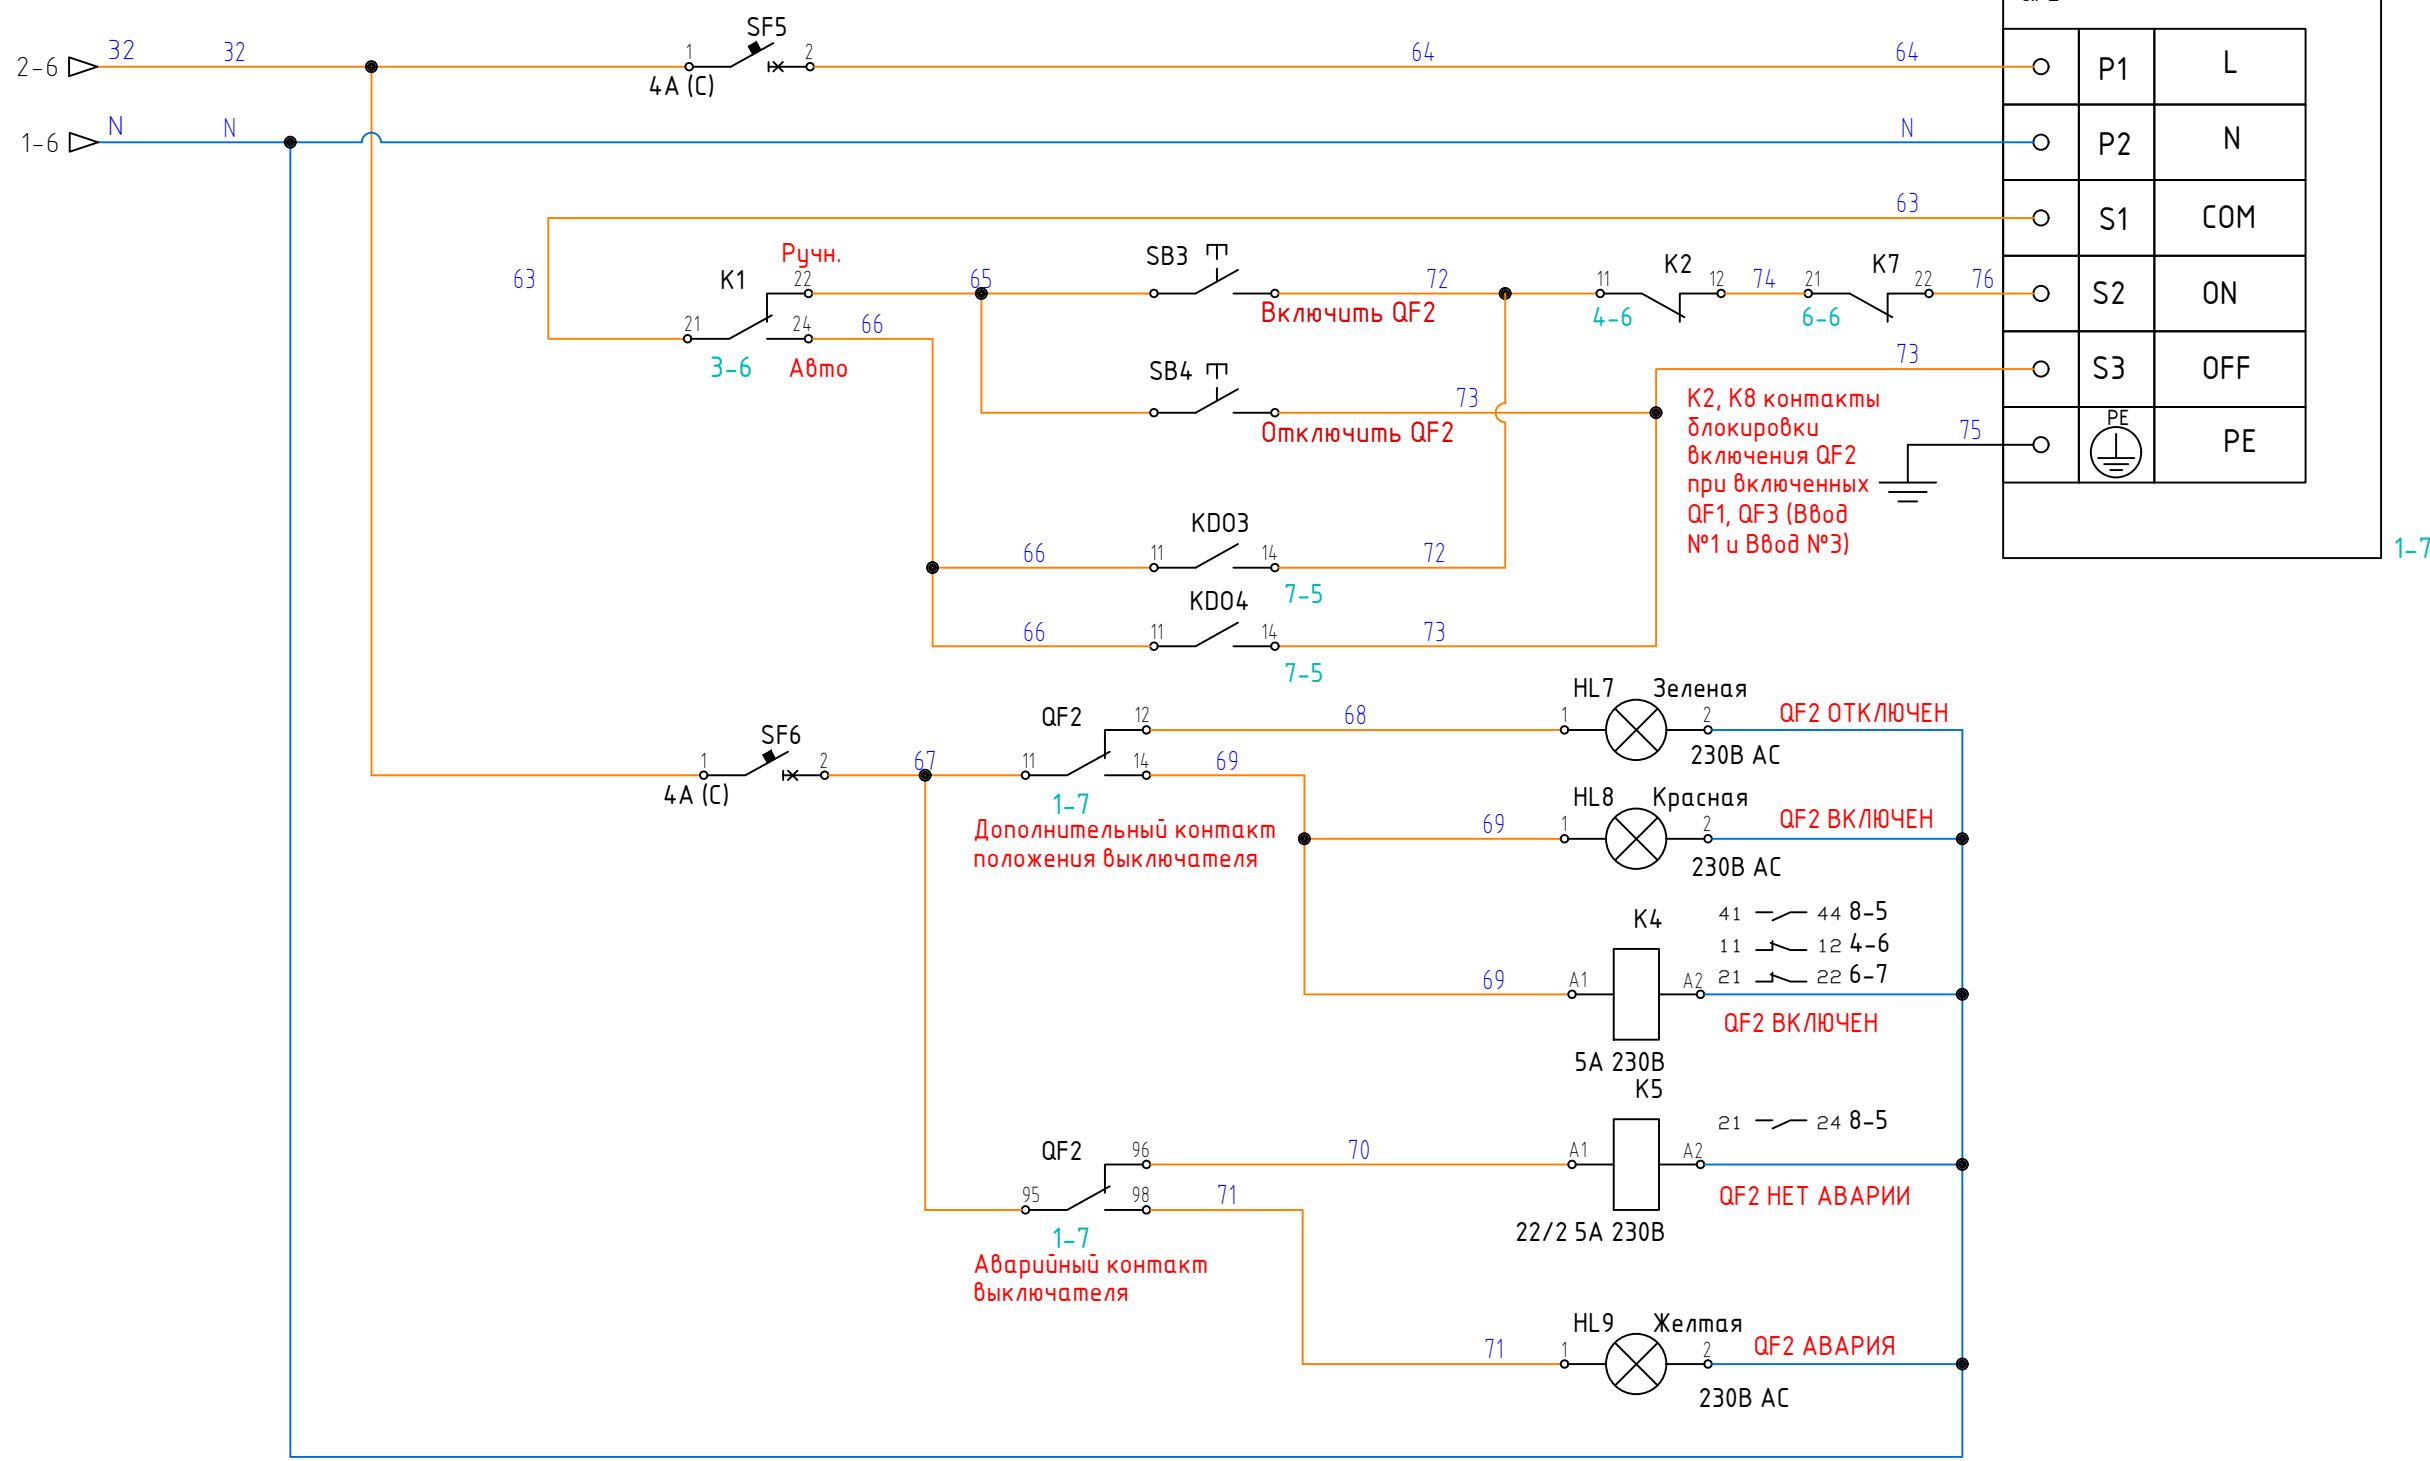 SF5
2-6 32 32 1 2 64 64 P1 L
4A (C)
1-6 N N N P2 N
63 S1 COM
Ручн.
63 K1 22 65 SB3 72 11 K2 12 74 21 K7 22 76 S2 ON
Включить QF2 4-6 6-6
21 24 66
3-6 Авто
SB4 73 73 S3 OFF
Отключить QF2
K2, K8 контакты
блокировки
включения QF2
при включенных
QF1, QF3 (Ввод
№1 и Ввод №3)
75 PE PE
1-7
KDO3
66 11 14 72
7-5
KDO4
66 11 14 73
7-5
HL7 Зеленая
QF2 12 68 1 2 QF2 ОТКЛЮЧЕН
230В AC
SF6
1 2 67 11 14 69
4A (C)
1-7
Дополнительный контакт
положения выключателя
HL8 Красная
69 1 2 QF2 ВКЛЮЧЕН
230В AC
K4
41 44 8-5
11 12 4-6
21 22 6-7
69 A1 A2
QF2 ВКЛЮЧЕН
5A 230В
K5
21 24 8-5
QF2 96 70 A1 A2
95 98 71
QF2 НЕТ АВАРИИ
22/2 5A 230В
1-7
Аварийный контакт
выключателя
HL9 Желтая
71 1 2 QF2 АВАРИЯ
230В AC